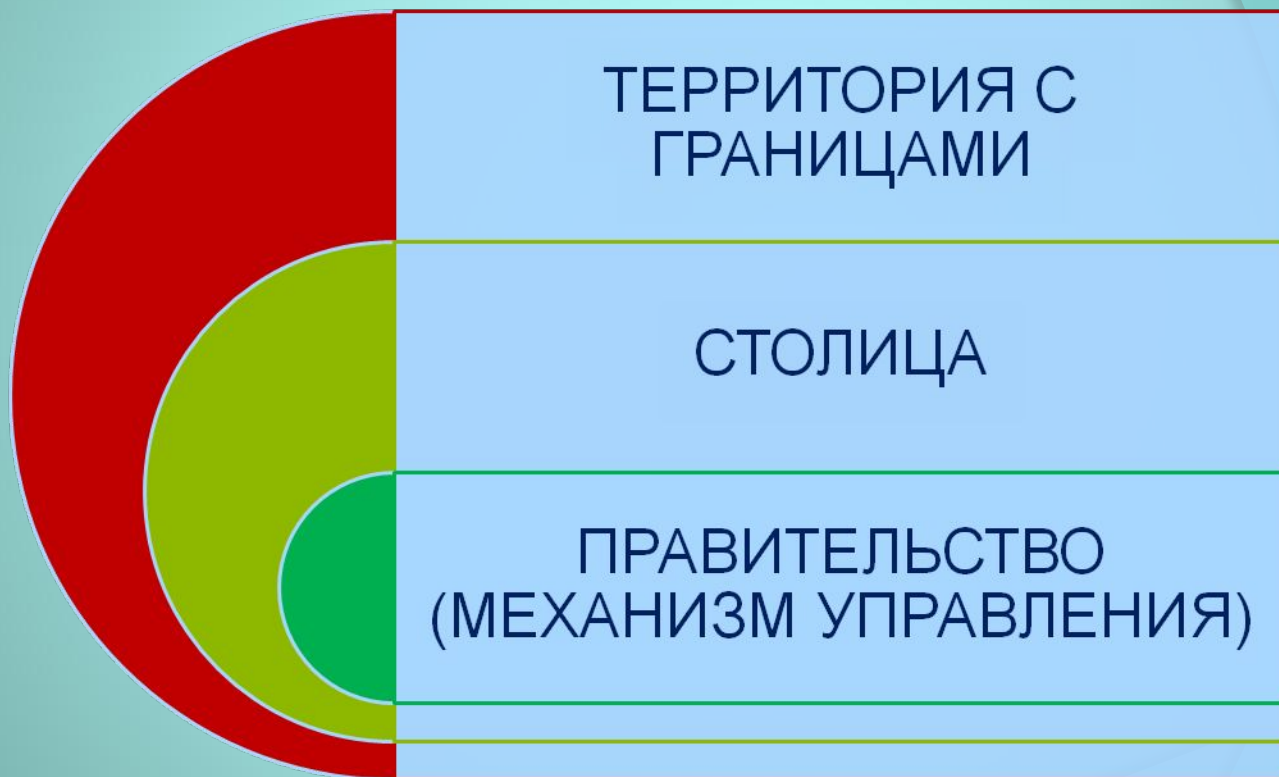 ТЕРРИТОРИЯ С
ГРАНИЦАМИ
СТОЛИЦА
ПРАВИТЕЛЬСТВО
(МЕХАНИЗМ УПРАВЛЕНИЯ)